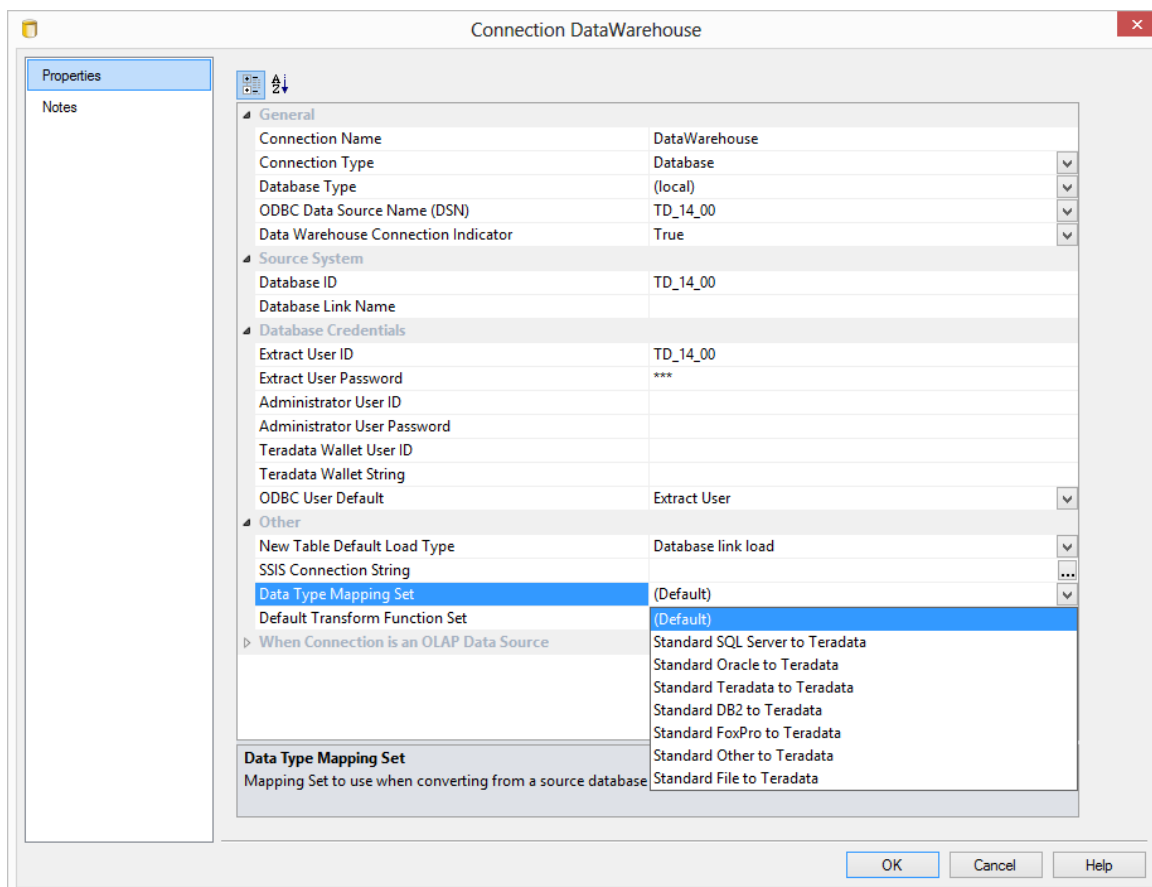 Connection DataWarehouse
Properties
Notes
General
Connection Name DataWarehouse
Connection Type Database
Database Type (local)
ODBC Data Source Name (DSN) TD_14_00
Data Warehouse Connection Indicator True
Source System
Database ID TD_14_00
Database Link Name
Database Credentials
Extract User ID TD_14_00
Extract User Password ***
Administrator User ID
Administrator User Password
Teradata Wallet User ID
Teradata Wallet String
ODBC User Default Extract User
Other
New Table Default Load Type Database link load
SSIS Connection String ...
Data Type Mapping Set (Default)
Default Transform Function Set (Default)
When Connection is an OLAP Data Source Standard SQL Server to Teradata
Standard Oracle to Teradata
Standard Teradata to Teradata
Standard DB2 to Teradata
Standard FoxPro to Teradata
Data Type Mapping Set Standard Other to Teradata
Mapping Set to use when converting from a source database Standard File to Teradata
OK Cancel Help